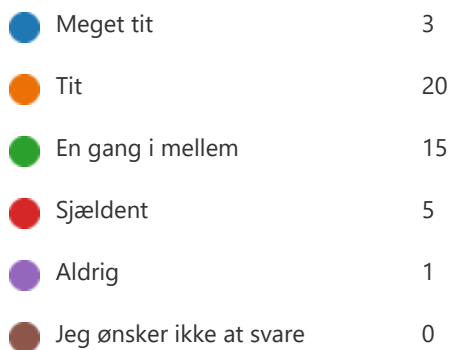 Meget tit 3
Tit 20
En gang i mellem 15
Sjældent 5
Aldrig 1
Jeg ønsker ikke at svare 0